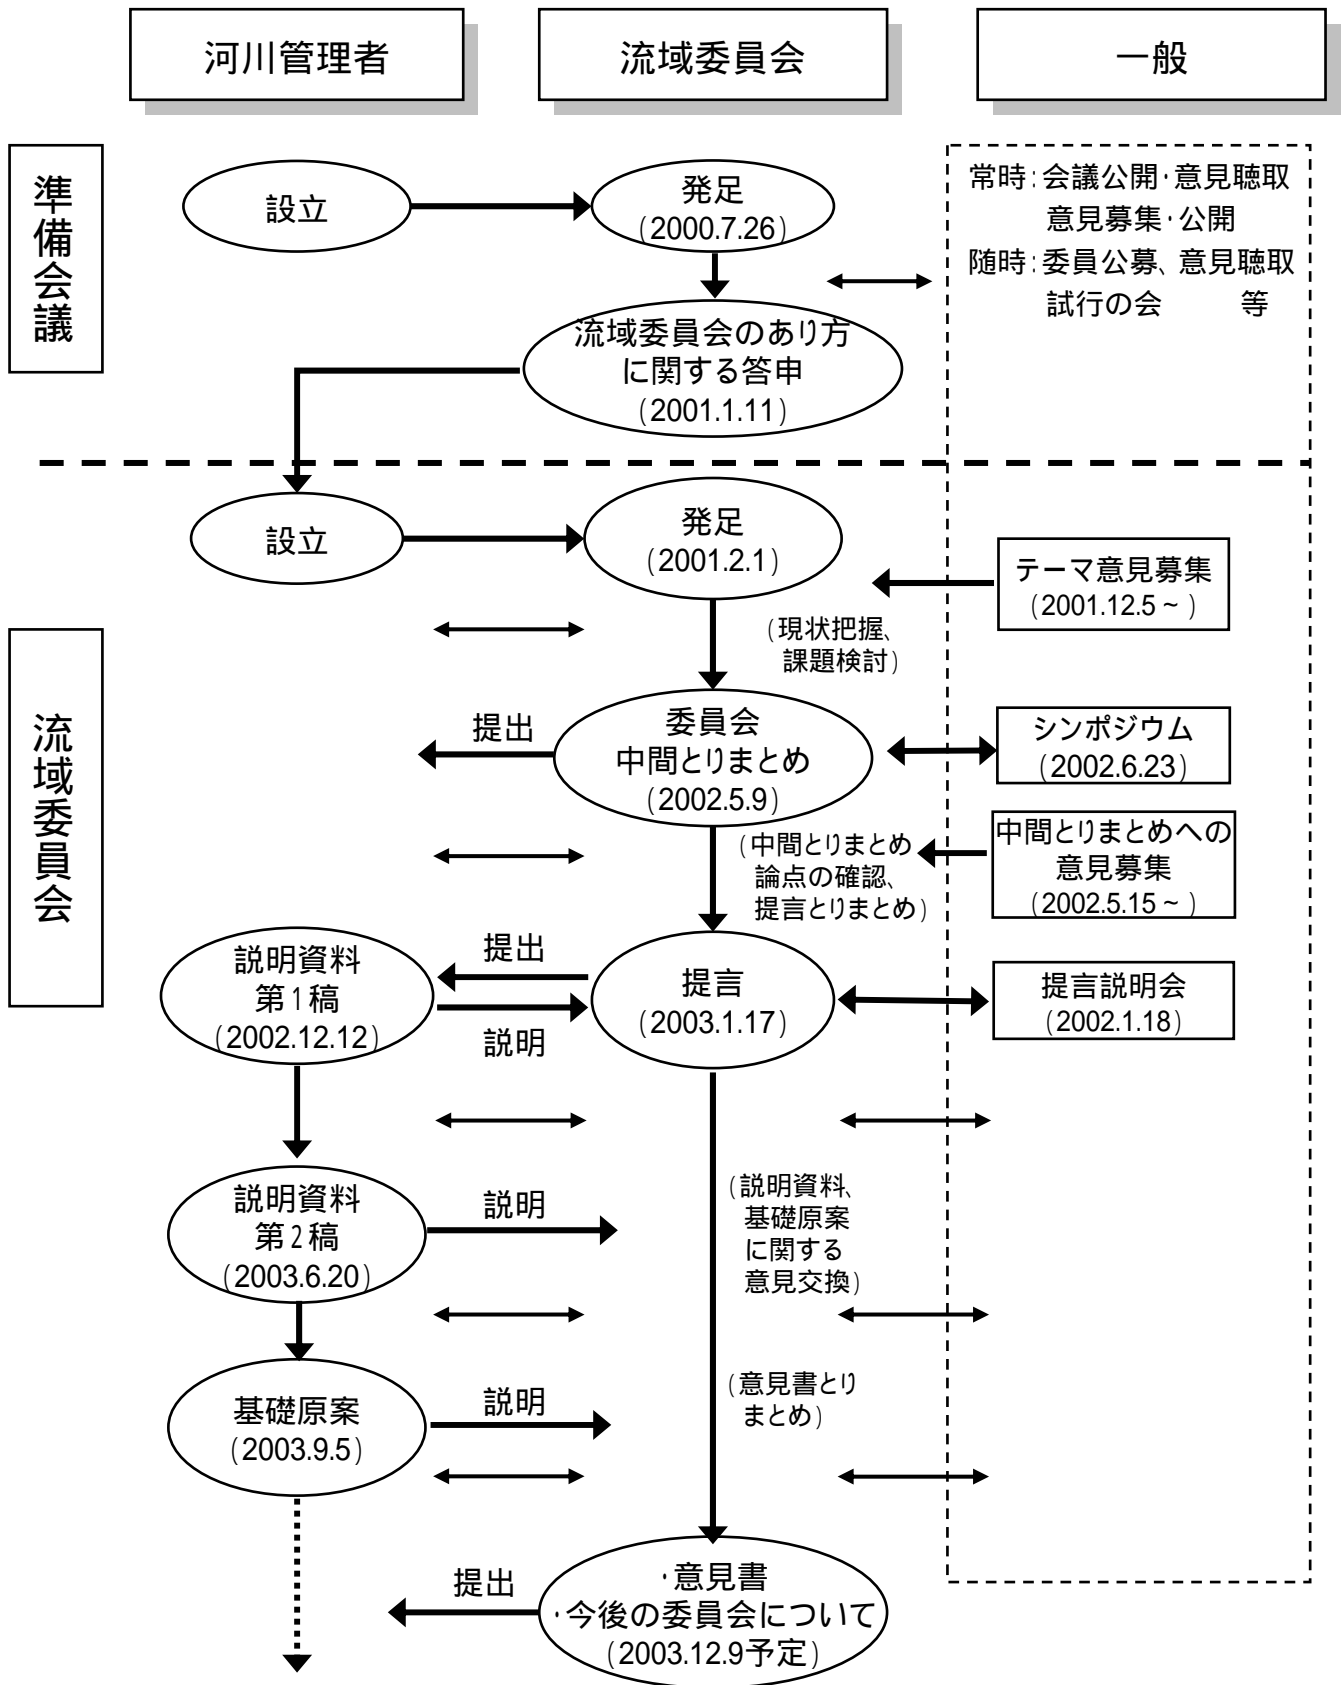 河川管理者
流域委員会
一般
準備会議
設立
発足
(2000.7.26)
常時:会議公開・意見聴取
意見募集・公開
随時:委員公募、意見聴取
試行の会 等
流域委員会のあり方
に関する答申
(2001.1.11)
流域委員会
設立
発足
(2001.2.1)
テーマ意見募集
(2001.12.5~)
(現状把握、
課題検討)
提出
委員会
中間とりまとめ
(2002.5.9)
シンポジウム
(2002.6.23)
(中間とりまとめ
論点の確認、
提言とりまとめ)
中間とりまとめへの
意見募集
(2002.5.15~)
説明資料
第1稿
(2002.12.12)
提出
説明
提言
(2003.1.17)
提言説明会
(2002.1.18)
説明資料
第2稿
(2003.6.20)
説明
(説明資料、
基礎原案
に関する
意見交換)
基礎原案
(2003.9.5)
説明
(意見書とり
まとめ)
提出
・意見書
・今後の委員会について
(2003.12.9予定)